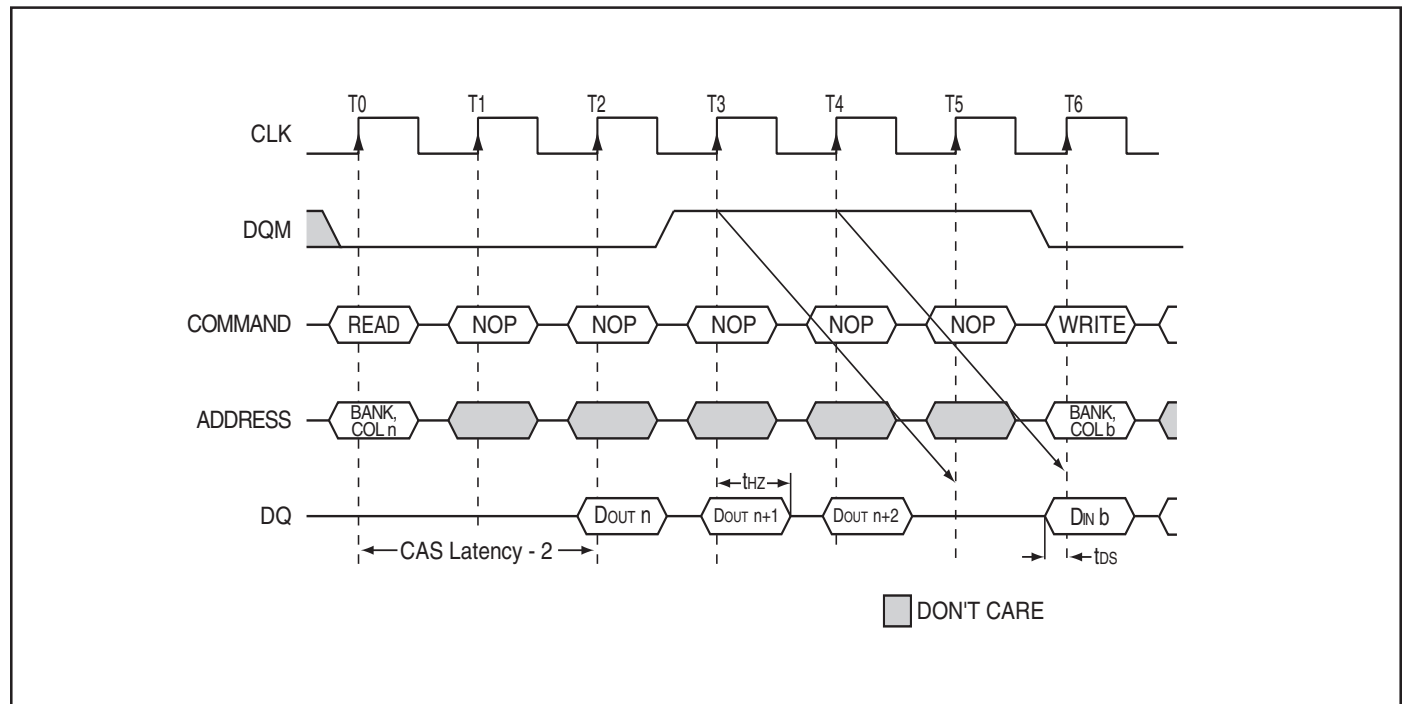 T0 T1 T2 T3 T4 T5 T6
CLK
DQM
COMMAND READ NOP NOP NOP NOP NOP WRITE
ADDRESS BANK, COL n BANK, COL b
tHZ
DQ DOUT n DOUT n+1 DOUT n+2 DIN b
CAS Latency - 2 tDS
DON'T CARE